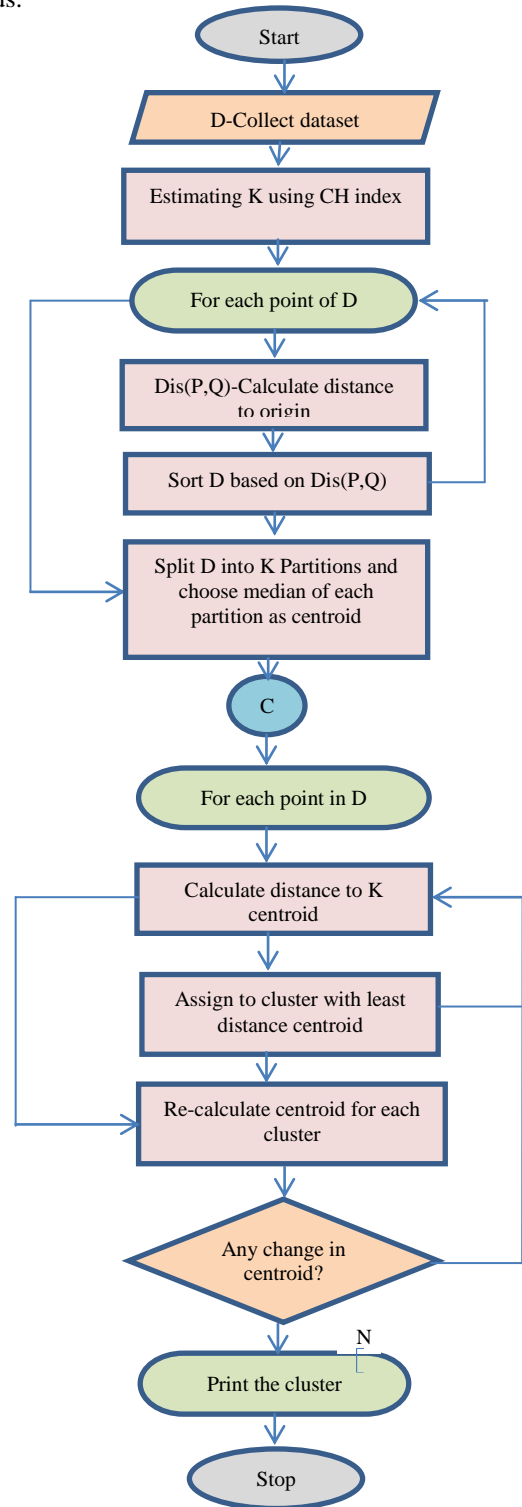 us.
Start
D-Collect dataset
Estimating K using CH index
For each point of D
Dis(P,Q)-Calculate distance
to origin
Sort D based on Dis(P,Q)
Split D into K Partitions and
choose median of each
partition as centroid
C
For each point in D
Calculate distance to K
centroid
Assign to cluster with least
distance centroid
Re-calculate centroid for each
cluster
Any change in
centroid?
N
Print the cluster
Stop